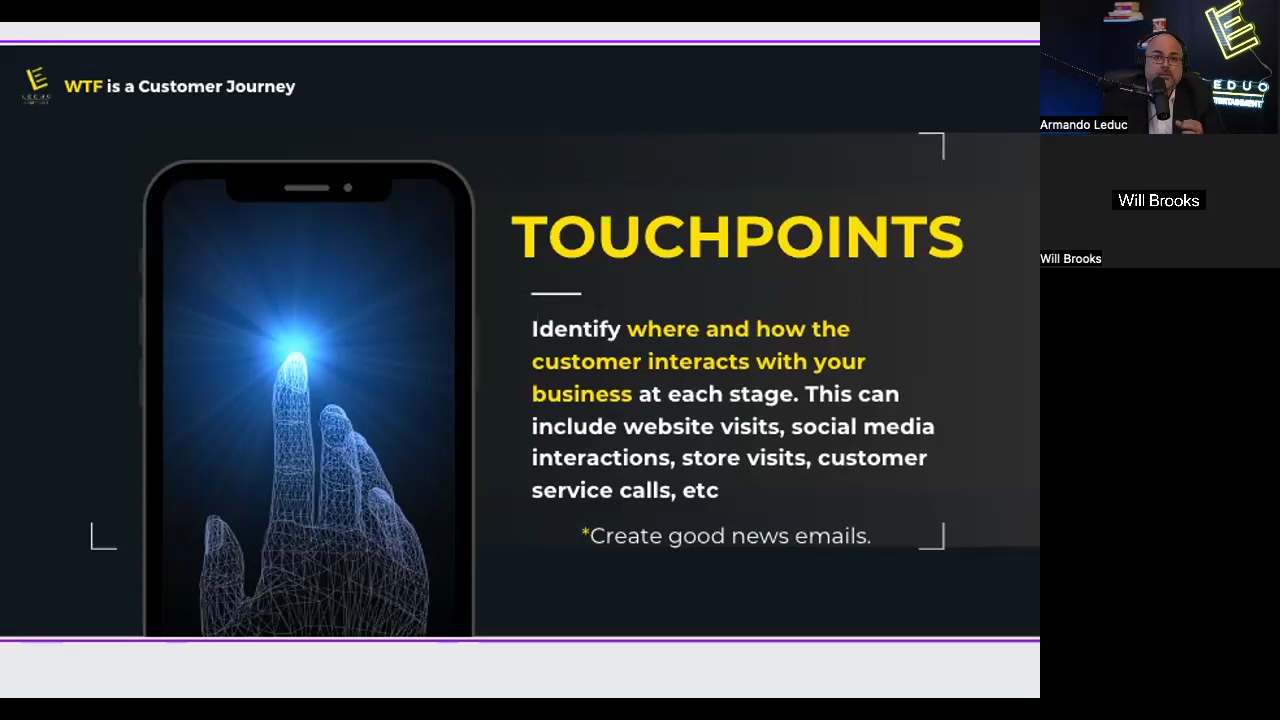 WTF is a Customer Journey
LEDUC
TOUCHPOINTS
Identify where and how the
customer interacts with your
business at each stage. This can
include website visits, social media
interactions, store visits, customer
service calls, etc
*Create good news emails.
Armando Leduc
EDUC
Will Brooks
Will Brooks